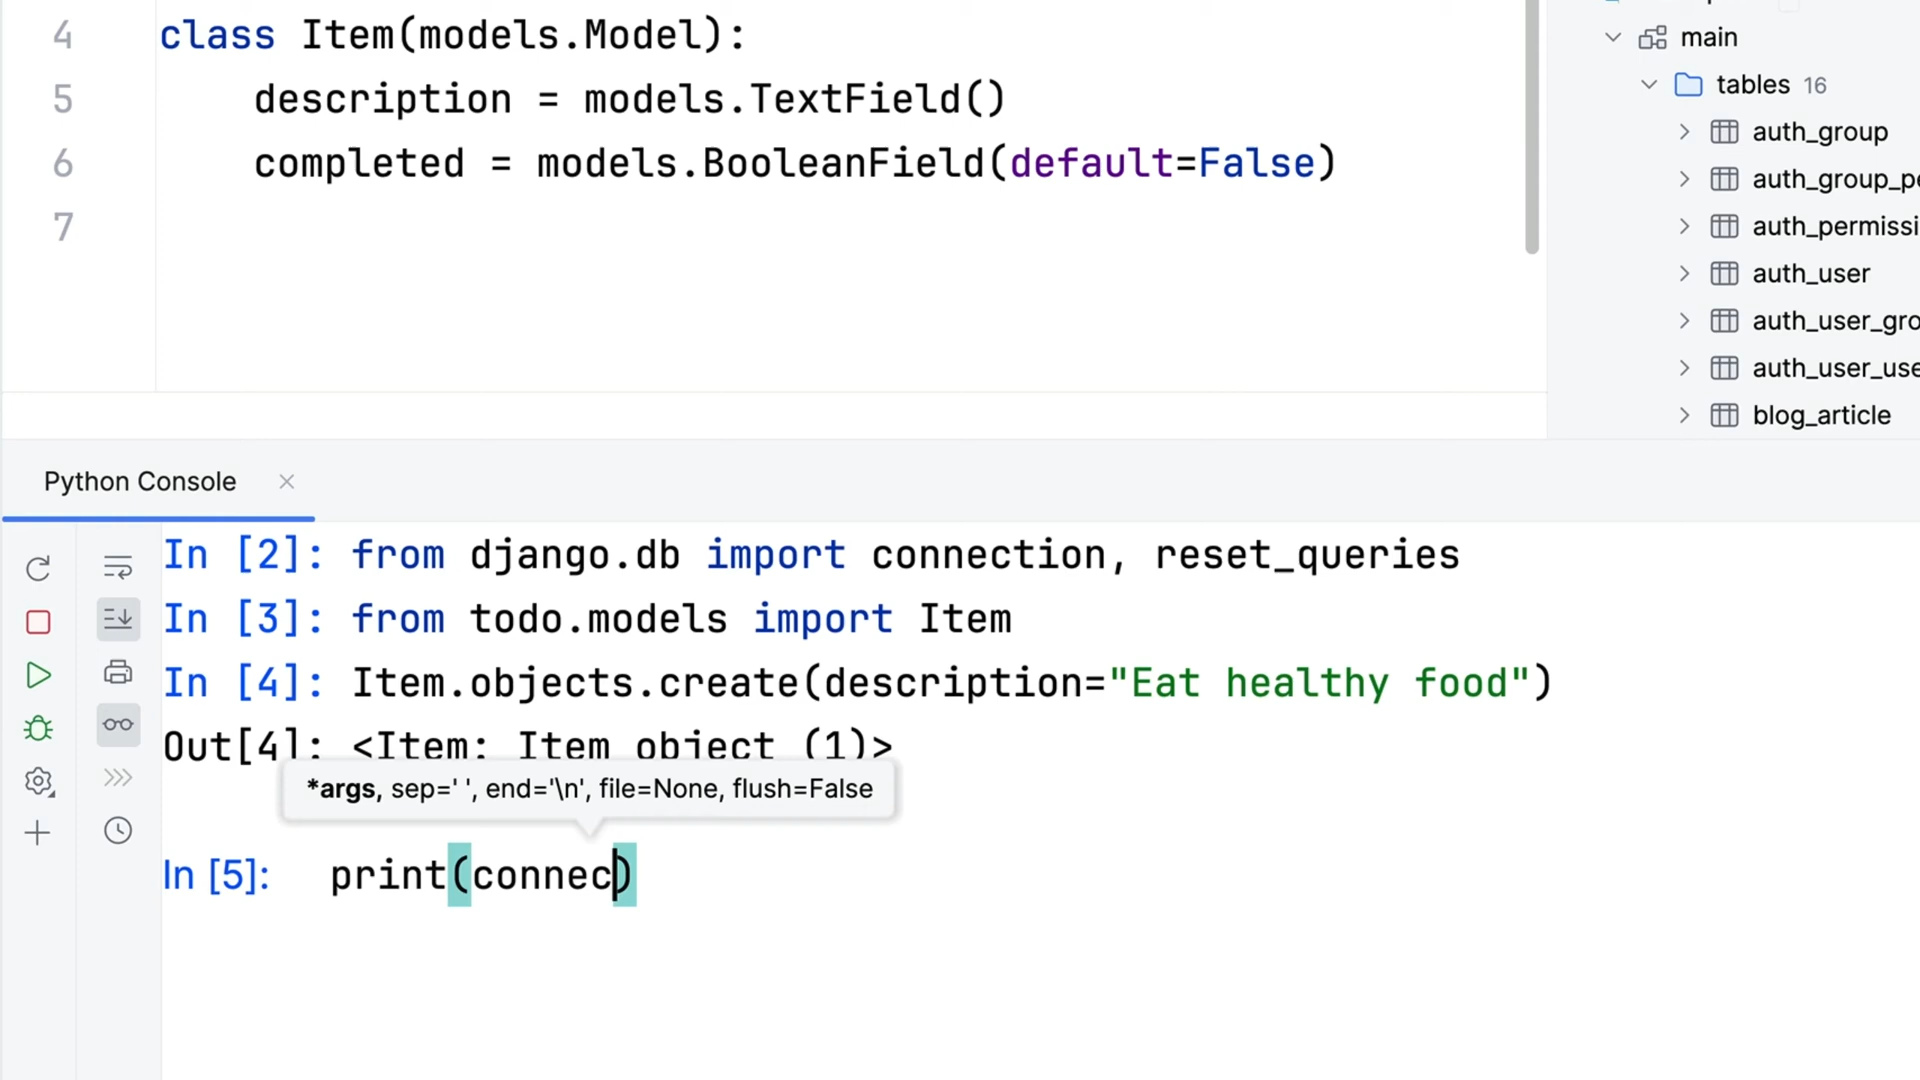 4 class Item(models.Model):
5 description = models.TextField()
6 completed = models.BooleanField(default=False)
7
main
tables 16
auth_group
auth_group_pe
auth_permissi
auth_user
auth_user_gro
auth_user_use
blog_article
Python Console
In [2]: from django.db import connection, reset_queries
In [3]: from todo.models import Item
In [4]: Item.objects.create(description="Eat healthy food")
Out[4]: <Item: Item object (1)>
*args, sep=' ', end='\n', file=None, flush=False
In [5]: print(connec)